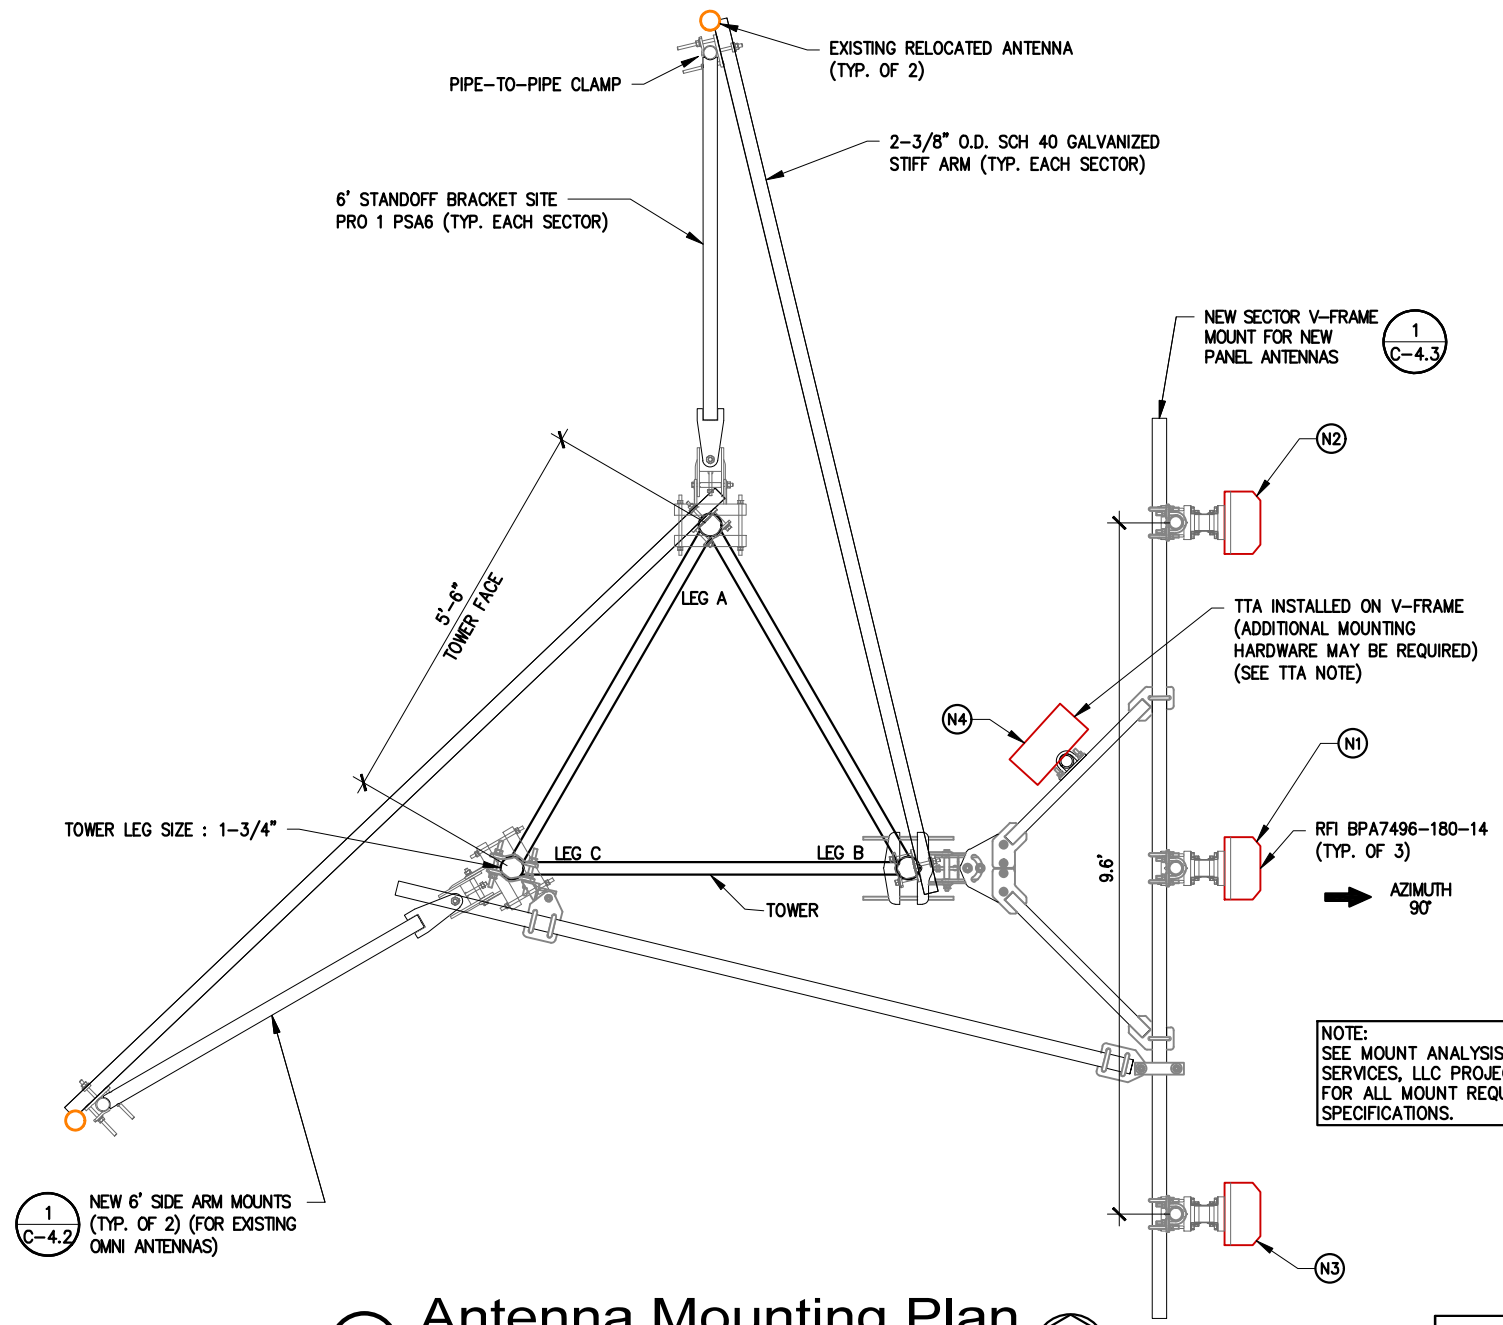 EXISTING RELOCATED ANTENNA
(TYP. OF 2)
PIPE-TO-PIPE CLAMP
2-3/8" O.D. SCH 40 GALVANIZED
STIFF ARM (TYP. EACH SECTOR)
6' STANDOFF BRACKET SITE
PRO 1 PSA6 (TYP. EACH SECTOR)
NEW SECTOR V-FRAME
MOUNT FOR NEW
PANEL ANTENNAS
1
C-4.3
N2
5'-6"
TOWER FACE
LEG A
TTA INSTALLED ON V-FRAME
(ADDITIONAL MOUNTING
HARDWARE MAY BE REQUIRED)
(SEE TTA NOTE)
N4
N1
TOWER LEG SIZE : 1-3/4"
LEG C
LEG B
9.6'
RFI BPA7496-180-14
(TYP. OF 3)
AZIMUTH
90°
TOWER
NOTE:
SEE MOUNT ANALYSIS
SERVICES, LLC
FOR ALL MOUNT
SPECIFICATIONS.
1
C-4.2
NEW 6' SIDE ARM MOUNTS
(TYP. OF 2) (FOR EXISTING
OMNI ANTENNAS)
N3
Antenna Mounting Plan